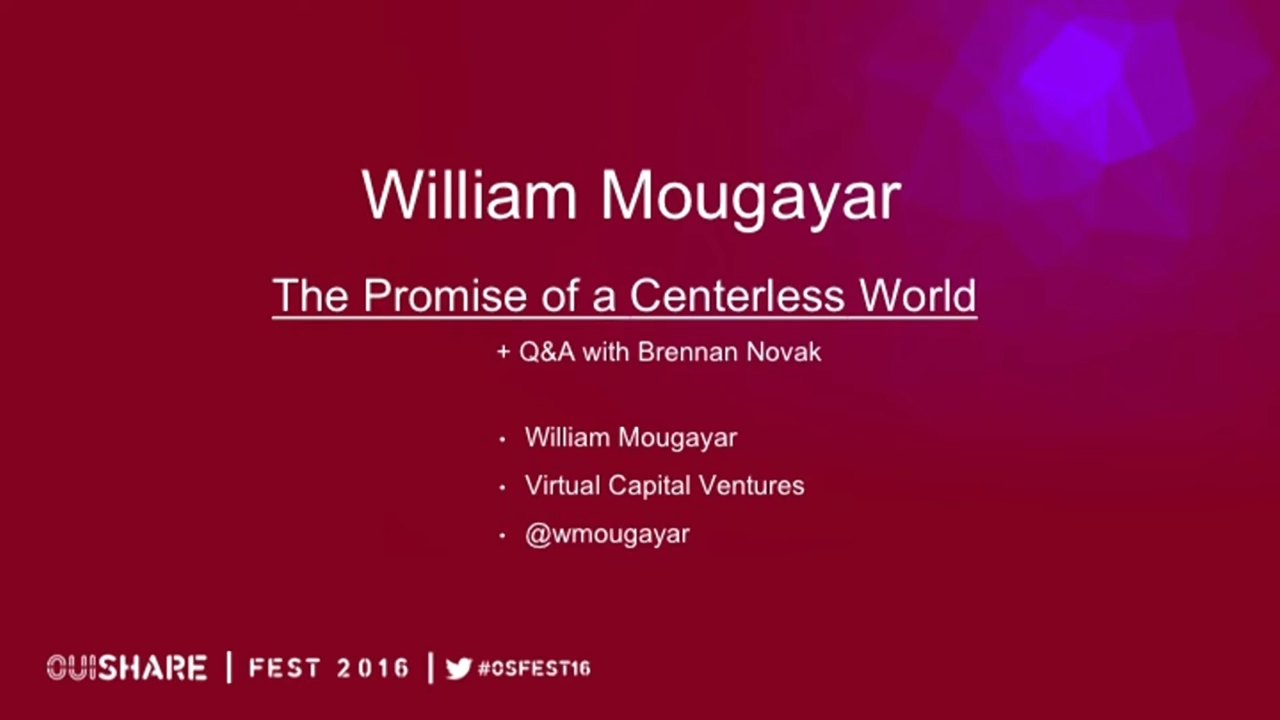 William Mougayar
The Promise of a Centerless World
+ Q&A with Brennan Novak
• William Mougayar
• Virtual Capital Ventures
• @wmougayar
OUISHARE | FEST 2016 | #OSFEST16